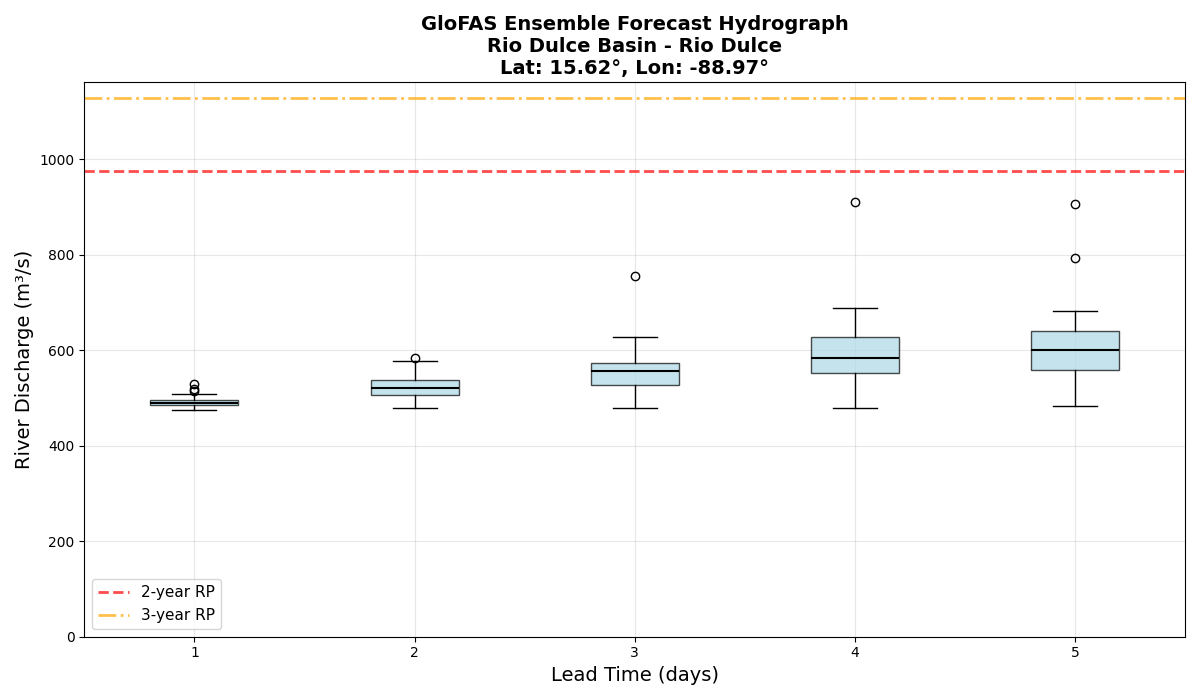 GloFAS Ensemble Forecast Hydrograph
Rio Dulce Basin - Rio Dulce
Lat: 15.62°, Lon: -88.97°
River Discharge (m³/s)
1000
800
600
400
200
0
2-year RP
3-year RP
1 2 3 4 5
Lead Time (days)